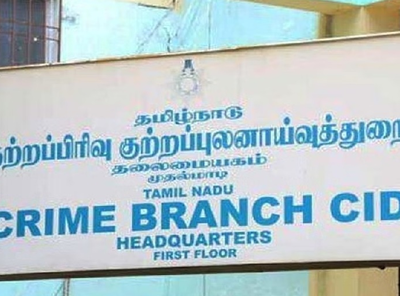 தமிழ்நாடு
குற்றப்பிரிவு குற்றப்புலனாய்வுத்துறை
தலைமையகம்
முதல்மாடி
TAMIL NADU
CRIME BRANCH CID
HEADQUARTERS
FIRST FLOOR